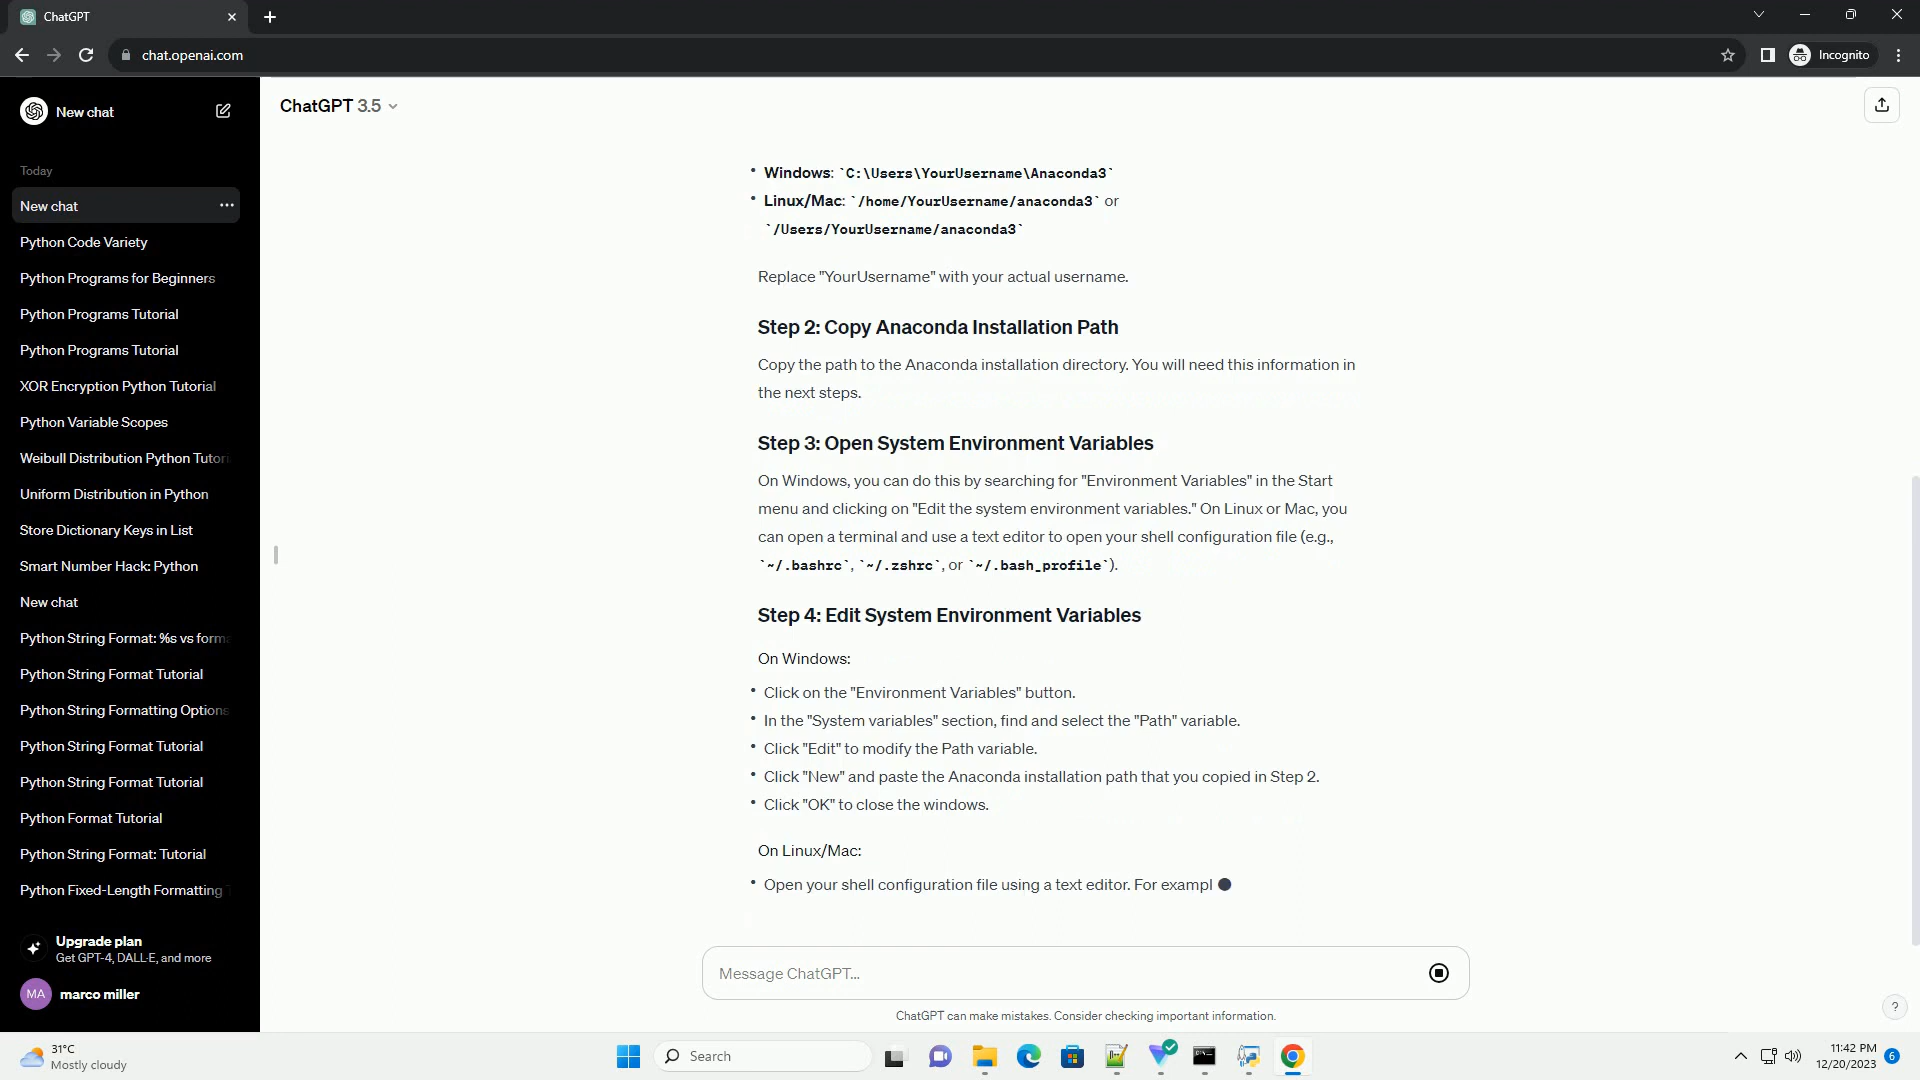 ChatGPT
chat.openai.com
Incognito
New chat
ChatGPT 3.5
Today
New chat
Python Code Variety
Python Programs for Beginners
Python Programs Tutorial
Python Programs Tutorial
XOR Encryption Python Tutorial
Python Variable Scopes
Weibull Distribution Python Tutori
Uniform Distribution in Python
Store Dictionary Keys in List
Smart Number Hack: Python
New chat
Python String Format: %s vs forma
Python String Format Tutorial
Python String Formatting Options
Python String Format Tutorial
Python String Format Tutorial
Python Format Tutorial
Python String Format: Tutorial
Python Fixed-Length Formatting T
Upgrade plan
Get GPT-4, DALL·E, and more
MA marco miller
• Windows: `C:\Users\YourUsername\Anaconda3`
• Linux/Mac: `/home/YourUsername/anaconda3` or
`/Users/YourUsername/anaconda3`
Replace "YourUsername" with your actual username.
Step 2: Copy Anaconda Installation Path
Copy the path to the Anaconda installation directory. You will need this information in
the next steps.
Step 3: Open System Environment Variables
On Windows, you can do this by searching for "Environment Variables" in the Start
menu and clicking on "Edit the system environment variables." On Linux or Mac, you
can open a terminal and use a text editor to open your shell configuration file (e.g.,
`~/.bashrc`, `~/.zshrc`, or `~/.bash_profile`).
Step 4: Edit System Environment Variables
On Windows:
• Click on the "Environment Variables" button.
• In the "System variables" section, find and select the "Path" variable.
• Click "Edit" to modify the Path variable.
• Click "New" and paste the Anaconda installation path that you copied in Step 2.
• Click "OK" to close the windows.
On Linux/Mac:
• Open your shell configuration file using a text editor. For exampl
Message ChatGPT...
ChatGPT can make mistakes. Consider checking important information.
?
31°C
Mostly cloudy
Search
11:42 PM
12/20/2023
6